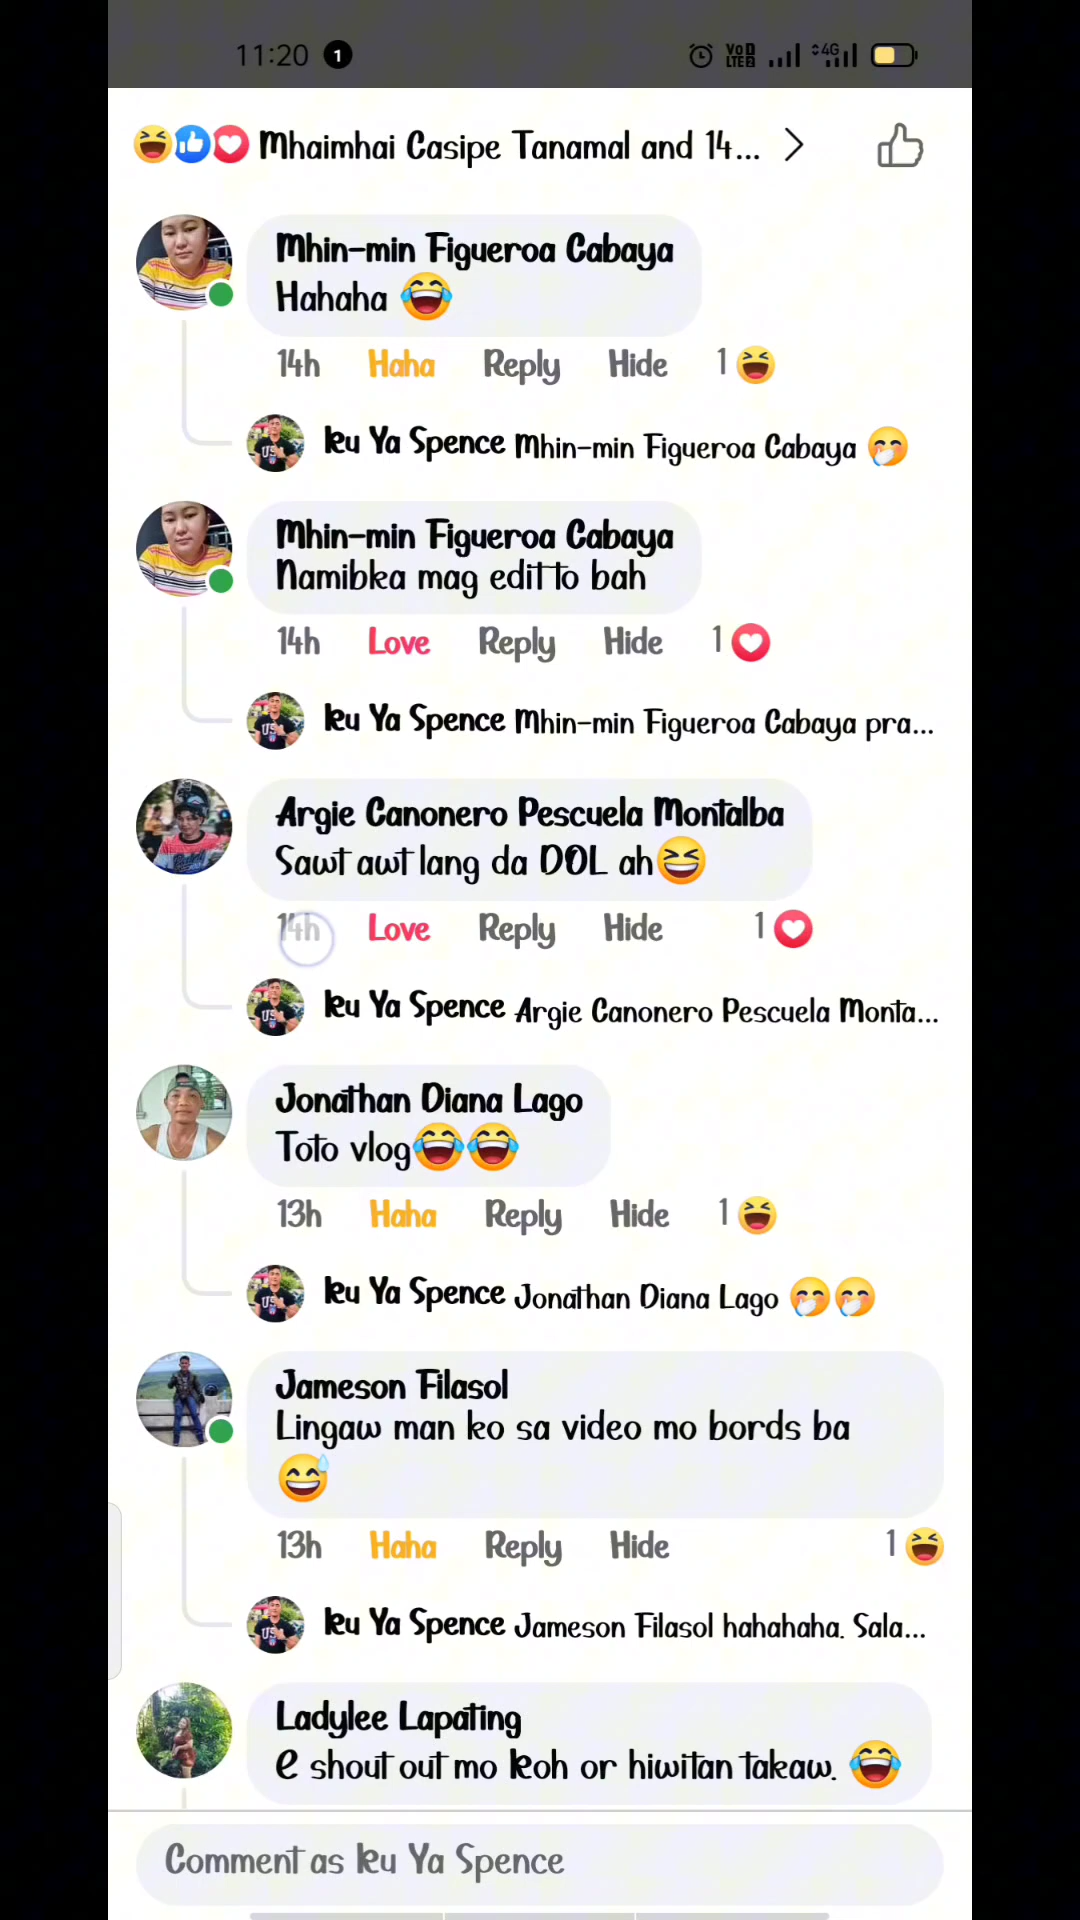 11:20 1 VoD LTE2 4G
Mhaimhai Casipe Tanamal and 14...
Mhin-min Figueroa Cabaya
Hahaha 😂
14h Haha Reply Hide 1
Ku Ya Spence Mhin-min Figueroa Cabaya 🤭
Mhin-min Figueroa Cabaya
Namibka mag edit to bah
14h Love Reply Hide 1
Ku Ya Spence Mhin-min Figueroa Cabaya pra...
Argie Canonero Pescuela Montalba
Sawt awt lang da DOL ah😆
14h Love Reply Hide 1
Ku Ya Spence Argie Canonero Pescuela Monta...
Jonathan Diana Lago
Toto vlog😂😂
13h Haha Reply Hide 1
Ku Ya Spence Jonathan Diana Lago 🤭🤭
Jameson Filasol
Lingaw man ko sa video mo bords ba
😅
13h Haha Reply Hide 1
Ku Ya Spence Jameson Filasol hahahaha. Sala...
Ladylee Lapating
E shout out mo koh or hiwitan takaw. 😂
Comment as Ku Ya Spence